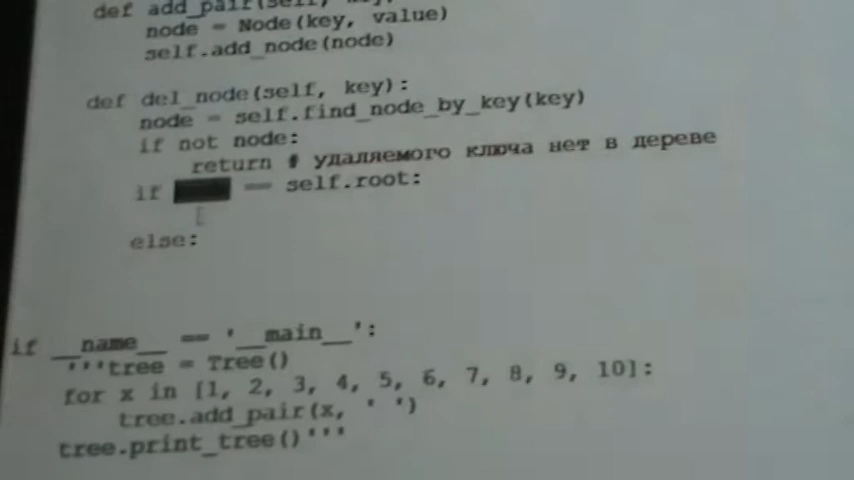 def add_pair(self, key,
node = Node(key, value)
self.add_node(node)
def del_node(self, key):
node = self.find_node_by_key(key)
if not node:
return # удаляемого ключа нет в дереве
if == self.root:
else:
if __name__ == '__main__':
'''tree = Tree()
for x in [1, 2, 3, 4, 5, 6, 7, 8, 9, 10]:
tree.add_pair(x, ' ')
tree.print_tree()'''